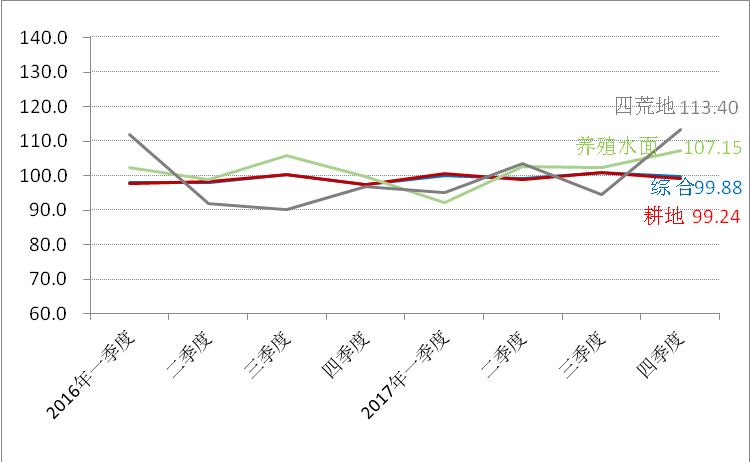 140.0
130.0
120.0
110.0
100.0
90.0
80.0
70.0
60.0
四荒地 113.40
养殖水面 107.15
综合 99.88
耕地 99.24
2016年一季度
二季度
三季度
四季度
2017年一季度
二季度
三季度
四季度